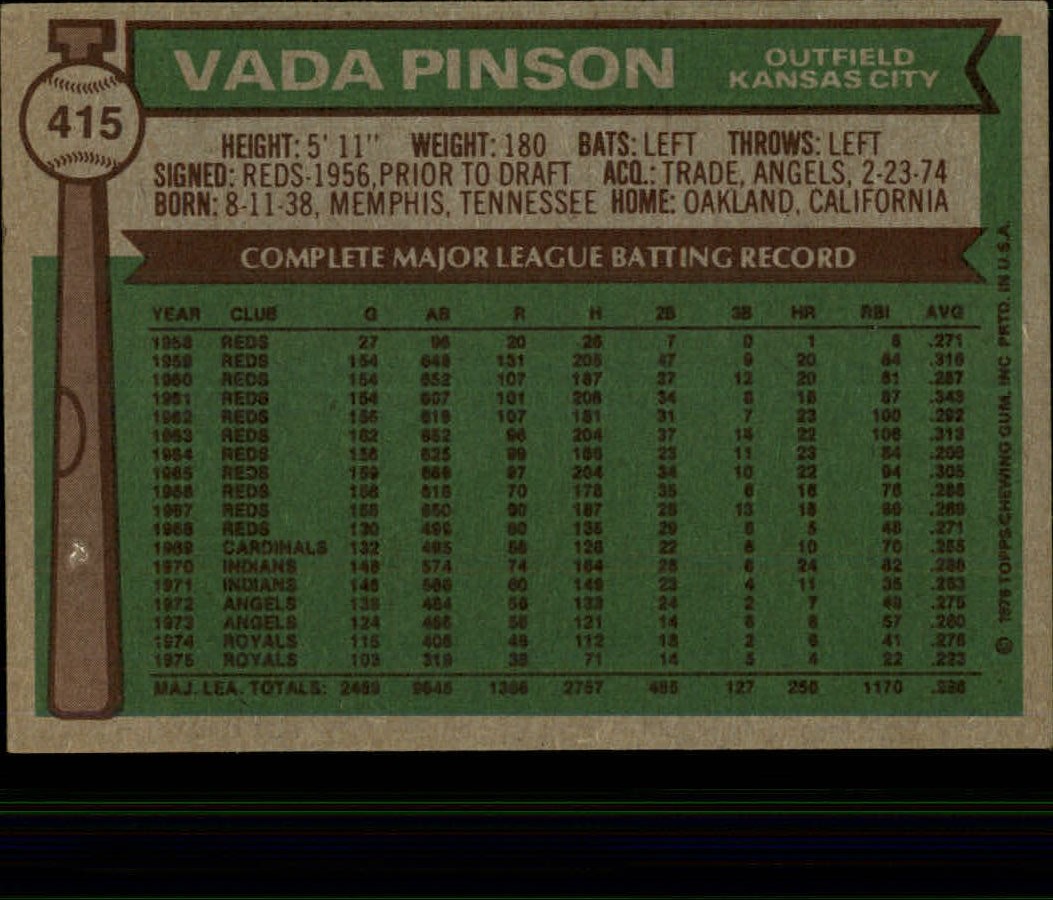 VADA PINSON
OUTFIELD
KANSAS CITY
415
HEIGHT: 5' 11" WEIGHT: 180 BATS: LEFT THROWS: LEFT
SIGNED: REDS-1956, PRIOR TO DRAFT ACQ.: TRADE, ANGELS, 2-23-74
BORN: 8-11-38, MEMPHIS, TENNESSEE HOME: OAKLAND, CALIFORNIA
COMPLETE MAJOR LEAGUE BATTING RECORD
YEAR CLUB G AB R H 2B 3B HR RBI AVG
1958 REDS 27 96 20 26 7 0 1 8 .271
1959 REDS 154 648 131 205 47 9 20 84 .316
1960 REDS 154 652 107 187 37 12 20 61 .287
1961 REDS 154 607 101 208 34 8 16 87 .343
1962 REDS 155 619 107 181 31 7 23 100 .292
1963 REDS 162 652 96 204 37 14 22 106 .313
1964 REDS 156 625 99 166 23 11 23 84 .266
1965 REDS 159 669 97 204 34 10 22 94 .305
1966 REDS 156 618 70 178 35 6 16 76 .288
1967 REDS 158 650 90 187 28 13 18 66 .288
1968 REDS 130 499 60 135 29 6 5 48 .271
1969 CARDINALS 132 495 58 126 22 6 10 70 .255
1970 INDIANS 148 574 74 164 28 6 24 82 .286
1971 INDIANS 146 566 60 149 23 4 11 35 .263
1972 ANGELS 136 484 56 133 24 2 7 49 .275
1973 ANGELS 124 466 56 121 14 6 8 57 .260
1974 ROYALS 115 406 46 112 18 2 6 41 .276
1975 ROYALS 103 319 38 71 14 5 4 22 .223
MAJ. LEA. TOTALS: 2469 9645 1366 2757 485 127 256 1170 .286
© 1976 TOPPS CHEWING GUM, INC PRTD. IN U.S.A.